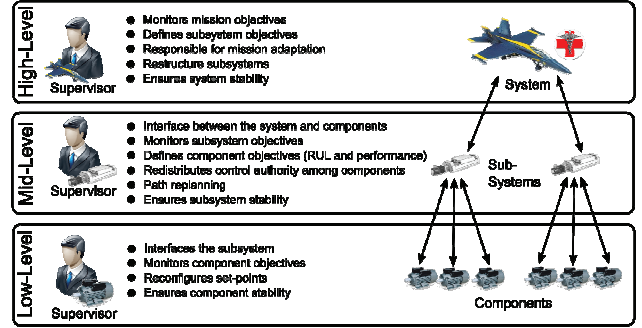 High-Level
Supervisor
● Monitors mission objectives
● Defines subsystem objectives
● Responsible for mission adaptation
● Restructure subsystems
● Ensures system stability
System
Mid-Level
Supervisor
● Interface between the system and components
● Monitors subsystem objectives
● Defines component objectives (RUL and performance)
● Redistributes control authority among components
● Path replanning
● Ensures subsystem stability
Sub-
Systems
Low-Level
Supervisor
● Interfaces the subsystem
● Monitors component objectives
● Reconfigures set-points
● Ensures component stability
Components